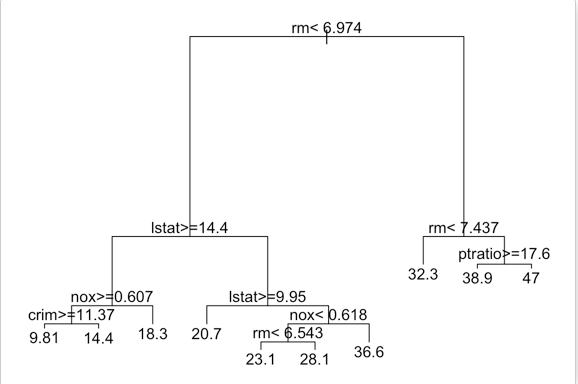 rm< 6.974
lstat>=14.4
rm< 7.437
ptratio>=17.6
32.3
38.9
47
nox>=0.607
lstat>=9.95
crim>=11.37
nox< 0.618
9.81
14.4
18.3
20.7
rm< 6.543
23.1
28.1
36.6